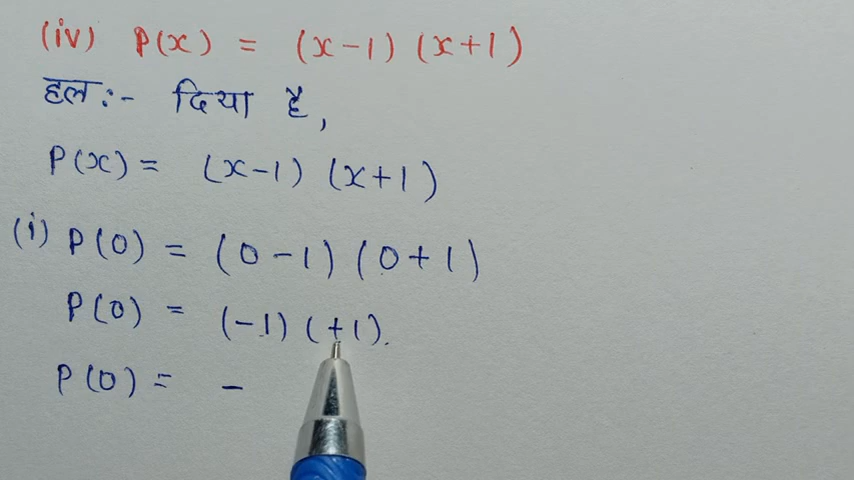 (iv) P(x) = (x-1) (x+1)
हल:- दिया है,
P(x) = (x-1) (x+1)
(i) P(0) = (0-1) (0+1)
P(0) = (-1) (+1).
P(0) = -